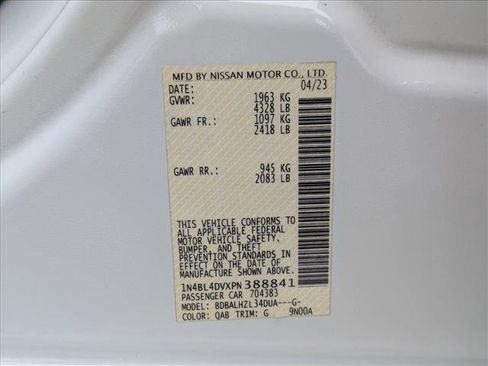 MFD BY NISSAN MOTOR CO., LTD.
DATE: 04/23
GVWR: 1963 KG
4328 LB
GAWR FR.: 1097 KG
2418 LB
GAWR RR.: 945 KG
2083 LB
THIS VEHICLE CONFORMS TO
ALL APPLICABLE FEDERAL
MOTOR VEHICLE SAFETY,
BUMPER, AND THEFT
PREVENTION STANDARDS IN
EFFECT ON THE DATE OF
MANUFACTURE SHOWN ABOVE.
1N4BL4DVXPN388841
PASSENGER CAR 704383
MODEL: BDBALHZL34DUA---G-
COLOR: QAB TRIM: G 9N00A